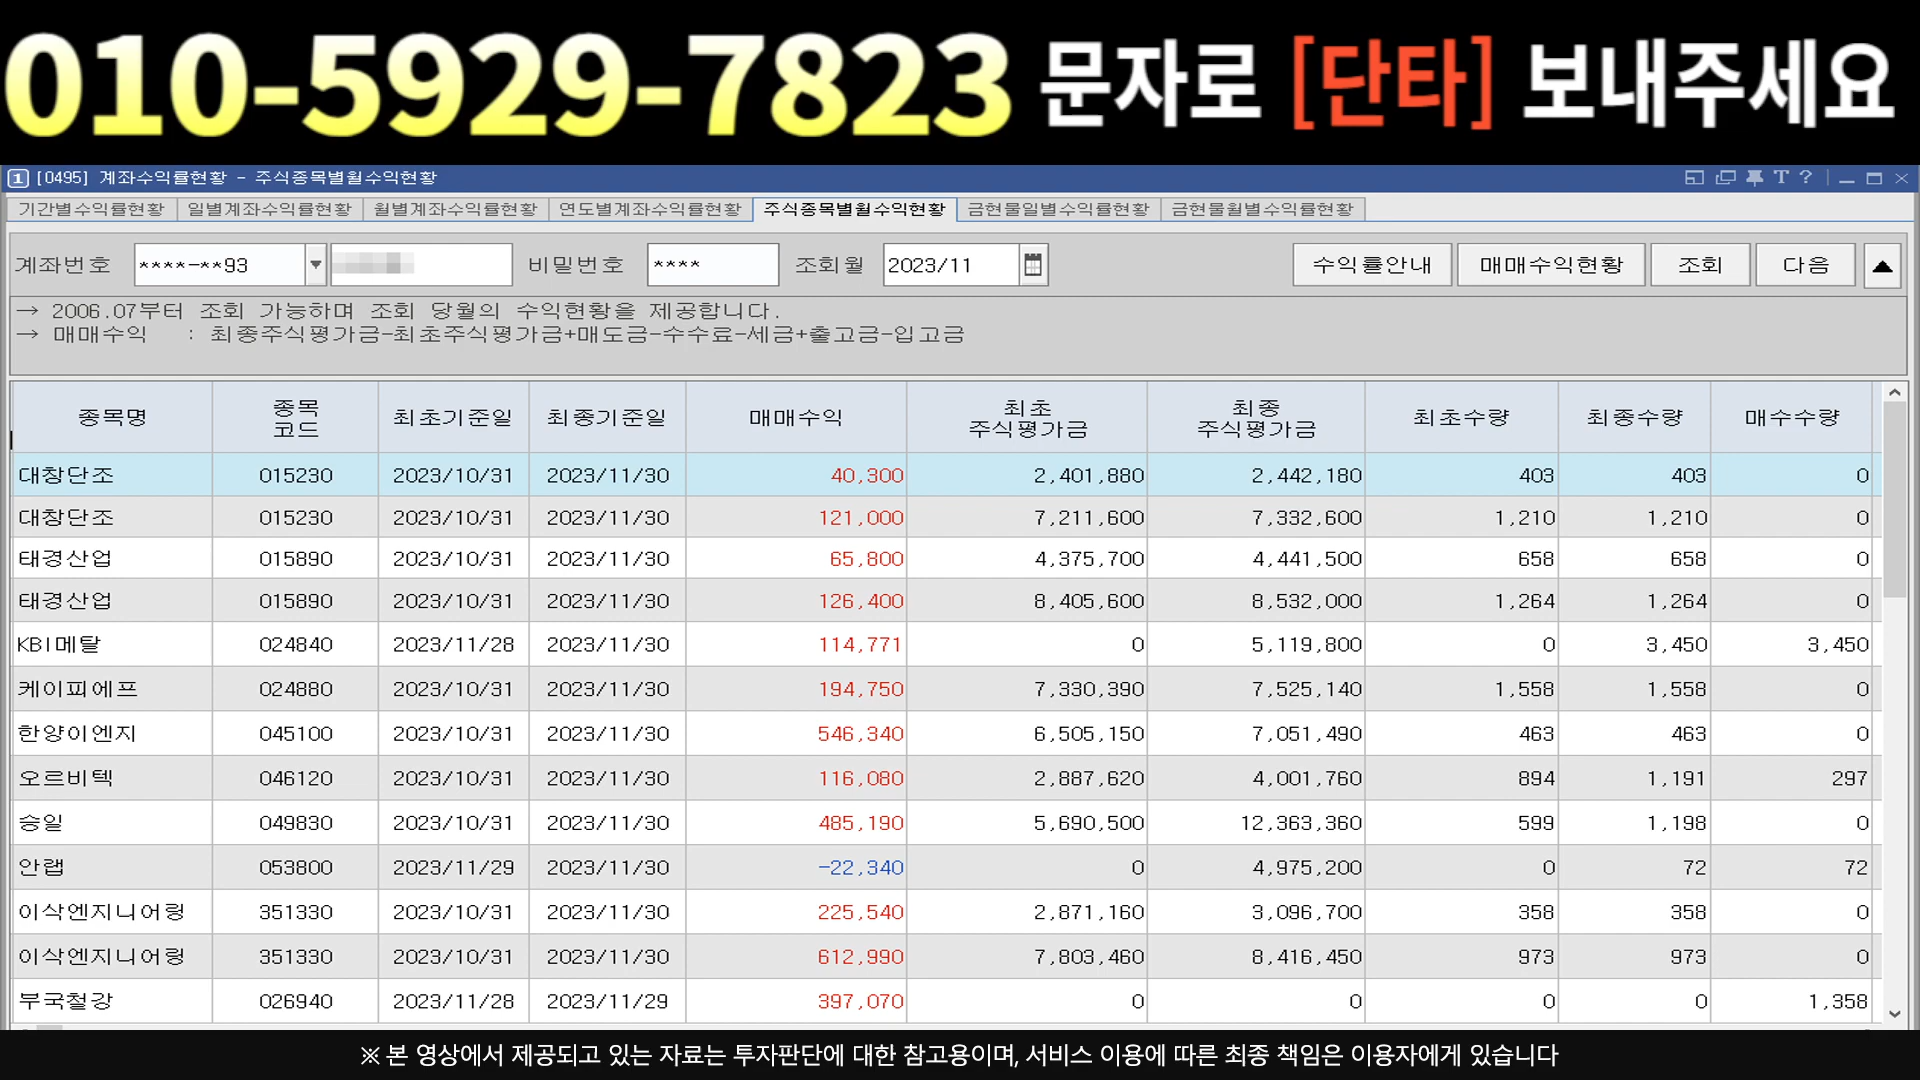 010-5929-7823 문자로 [단타] 보내주세요
1 [0495] 계좌수익률현황 - 주식종목별월수익현황 T ?
기간별수익률현황 일별계좌수익률현황 월별계좌수익률현황 연도별계좌수익률현황 주식종목별월수익현황 금현물일별수익률현황 금현물월별수익률현황
계좌번호 ****-**93 비밀번호 **** 조회월 2023/11 수익률안내 매매수익현황 조회 다음
→ 2006.07부터 조회 가능하며 조회 당월의 수익현황을 제공합니다.
→ 매매수익 : 최종주식평가금-최초주식평가금+매도금-수수료-세금+출고금-입고금
종목명 종목 코드 최초기준일 최종기준일 매매수익 최초 주식평가금 최종 주식평가금 최초수량 최종수량 매수수량
대창단조 015230 2023/10/31 2023/11/30 40,300 2,401,880 2,442,180 403 403 0
대창단조 015230 2023/10/31 2023/11/30 121,000 7,211,600 7,332,600 1,210 1,210 0
태경산업 015890 2023/10/31 2023/11/30 65,800 4,375,700 4,441,500 658 658 0
태경산업 015890 2023/10/31 2023/11/30 126,400 8,405,600 8,532,000 1,264 1,264 0
KBI메탈 024840 2023/11/28 2023/11/30 114,771 0 5,119,800 0 3,450 3,450
케이피에프 024880 2023/10/31 2023/11/30 194,750 7,330,390 7,525,140 1,558 1,558 0
한양이엔지 045100 2023/10/31 2023/11/30 546,340 6,505,150 7,051,490 463 463 0
오르비텍 046120 2023/10/31 2023/11/30 116,080 2,887,620 4,001,760 894 1,191 297
승일 049830 2023/10/31 2023/11/30 485,190 5,690,500 12,363,360 599 1,198 0
안랩 053800 2023/11/29 2023/11/30 -22,340 0 4,975,200 0 72 72
이삭엔지니어링 351330 2023/10/31 2023/11/30 225,540 2,871,160 3,096,700 358 358 0
이삭엔지니어링 351330 2023/10/31 2023/11/30 612,990 7,803,460 8,416,450 973 973 0
부국철강 026940 2023/11/28 2023/11/29 397,070 0 0 0 0 1,358
※ 본 영상에서 제공되고 있는 자료는 투자판단에 대한 참고용이며, 서비스 이용에 따른 최종 책임은 이용자에게 있습니다